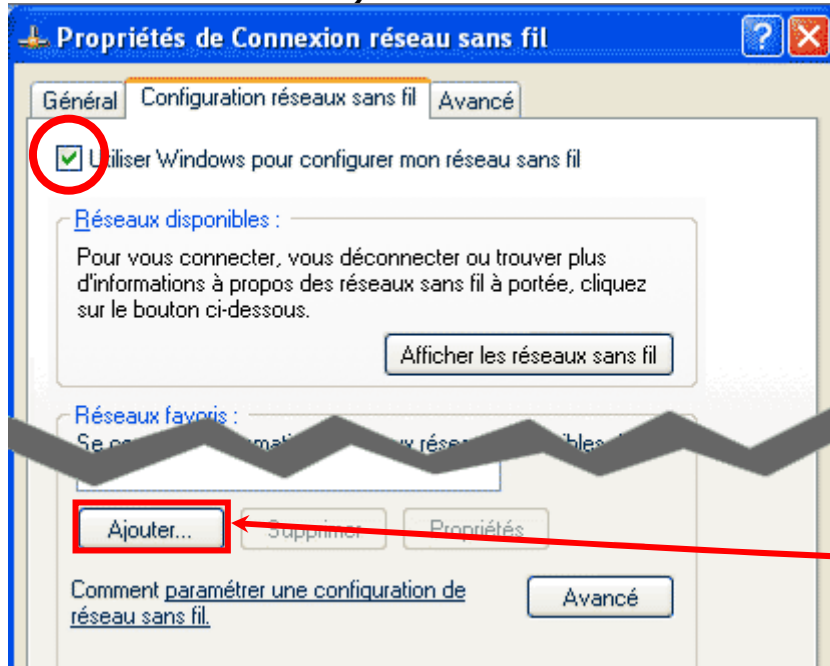 Propriétés de Connexion réseau sans fil
Général Configuration réseaux sans fil Avancé
Utiliser Windows pour configurer mon réseau sans fil
Réseaux disponibles :
Pour vous connecter, vous déconnecter ou trouver plus
d'informations à propos des réseaux sans fil à portée, cliquez
sur le bouton ci-dessous.
Afficher les réseaux sans fil
Réseaux favoris :
Se
Ajouter... Supprimer Propriétés
Comment paramétrer une configuration de
réseau sans fil.
Avancé